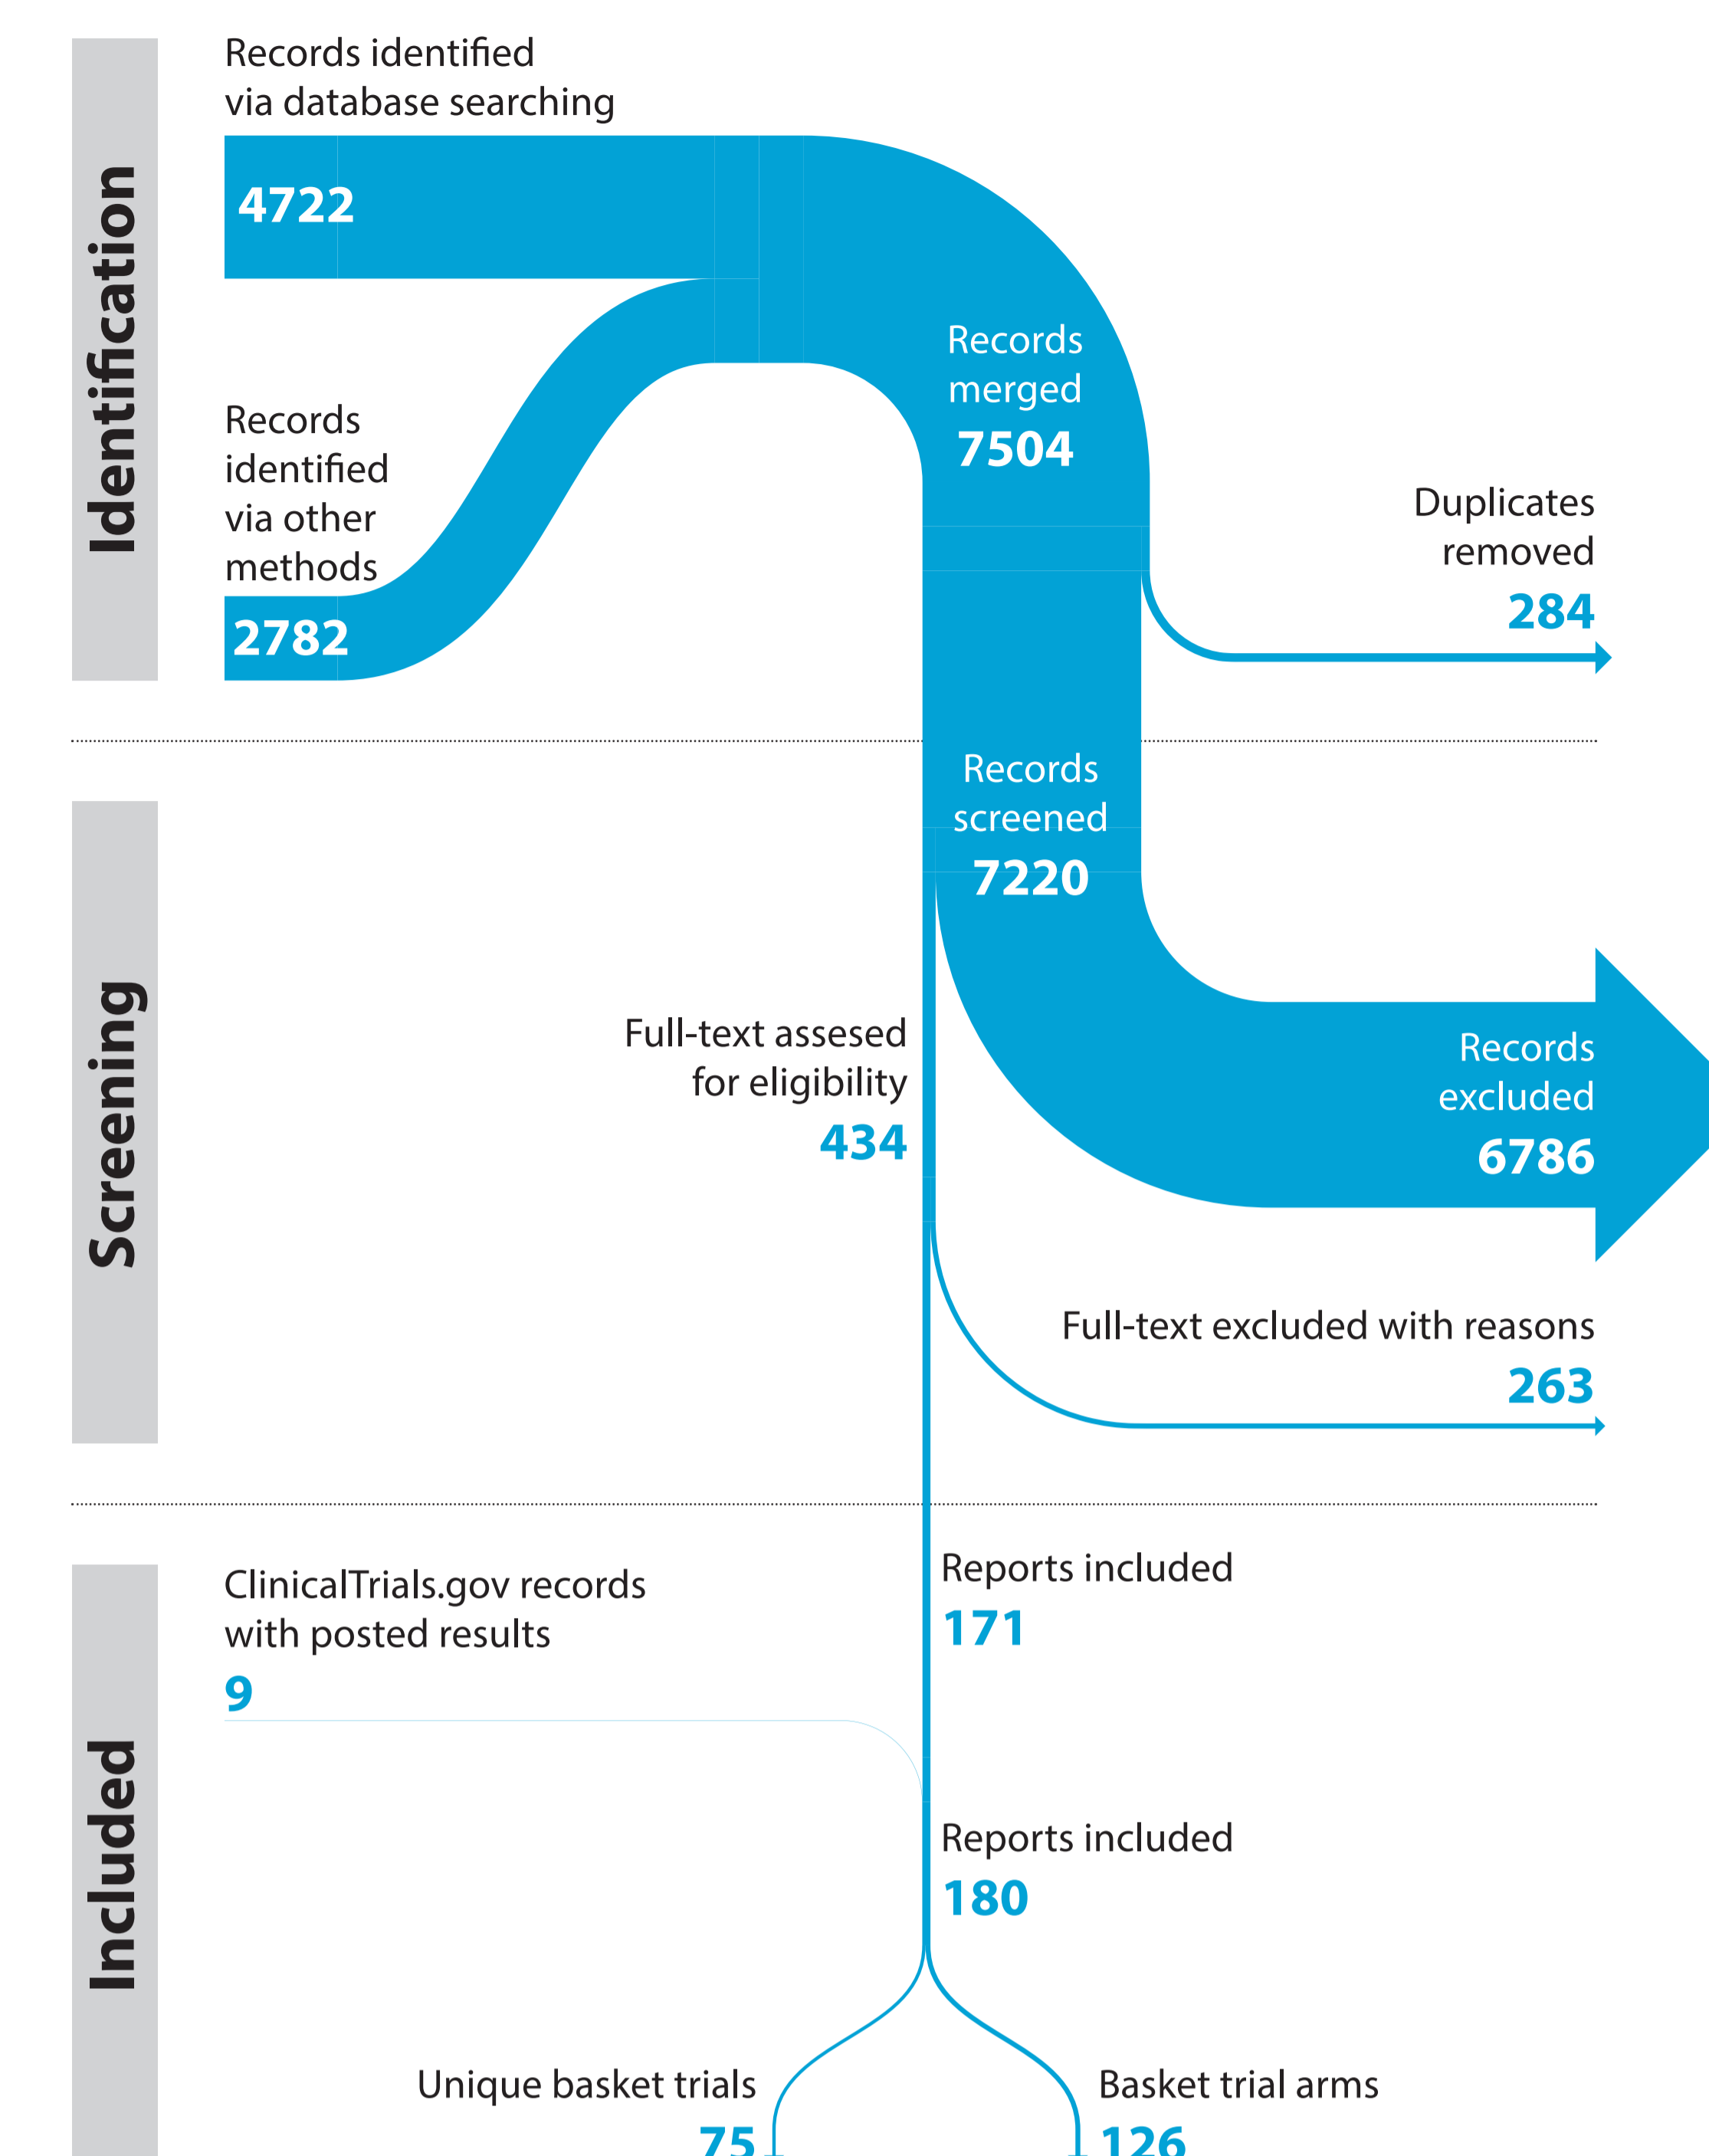 Identification
Records identified
via database searching
4722
Records
identified
via other
methods
2782
Records
merged
7504
Duplicates
removed
284
Screening
Records
screened
7220
Full-text assesed
for eligibility
434
Records
excluded
6786
Full-text excluded with reasons
263
Included
ClinicalTrials.gov records
with posted results
9
Reports included
171
Reports included
180
Unique basket trials
75
Basket trial arms
126